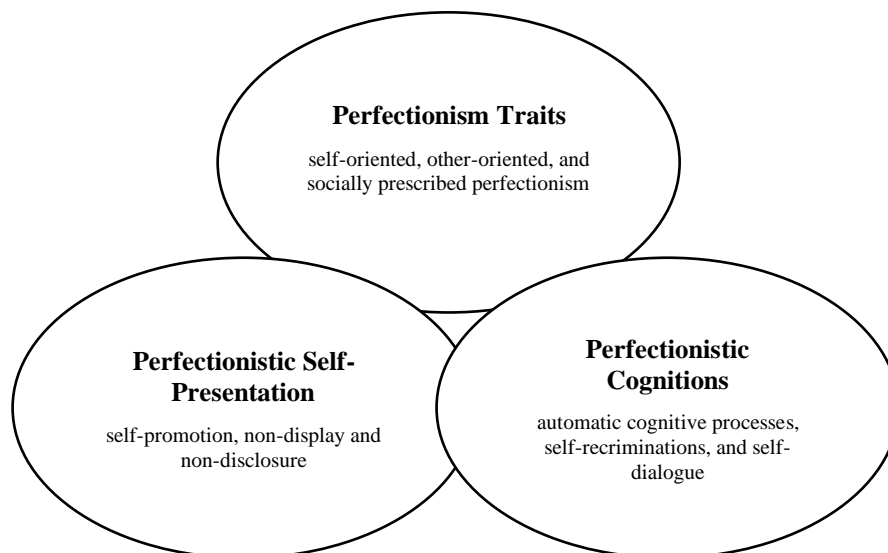 Perfectionism Traits
self-oriented, other-oriented, and
socially prescribed perfectionism
Perfectionistic Self-
Presentation
self-promotion, non-display and
non-disclosure
Perfectionistic
Cognitions
automatic cognitive processes,
self-recriminations, and self-
dialogue